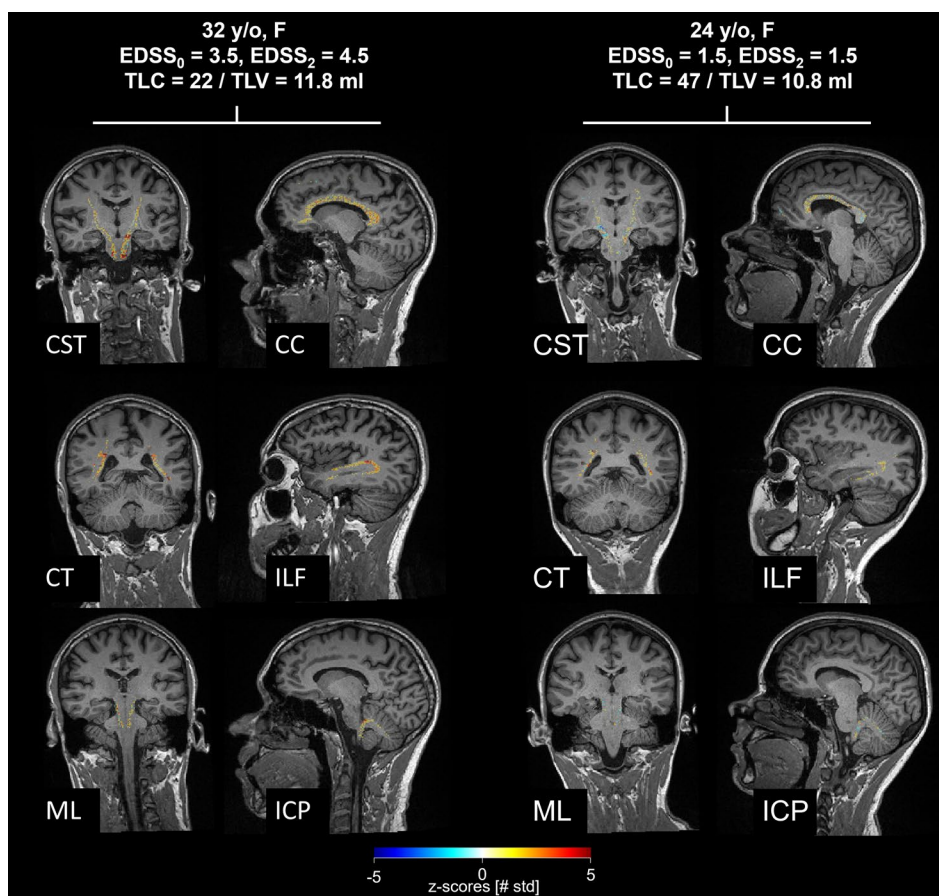 32 y/o, F
EDSS₀ = 3.5, EDSS₂ = 4.5
TLC = 22 / TLV = 11.8 ml
24 y/o, F
EDSS₀ = 1.5, EDSS₂ = 1.5
TLC = 47 / TLV = 10.8 ml
CST
CC
CST
CC
CT
ILF
CT
ILF
ML
ICP
ML
ICP
-5
0
5
z-scores [# std]